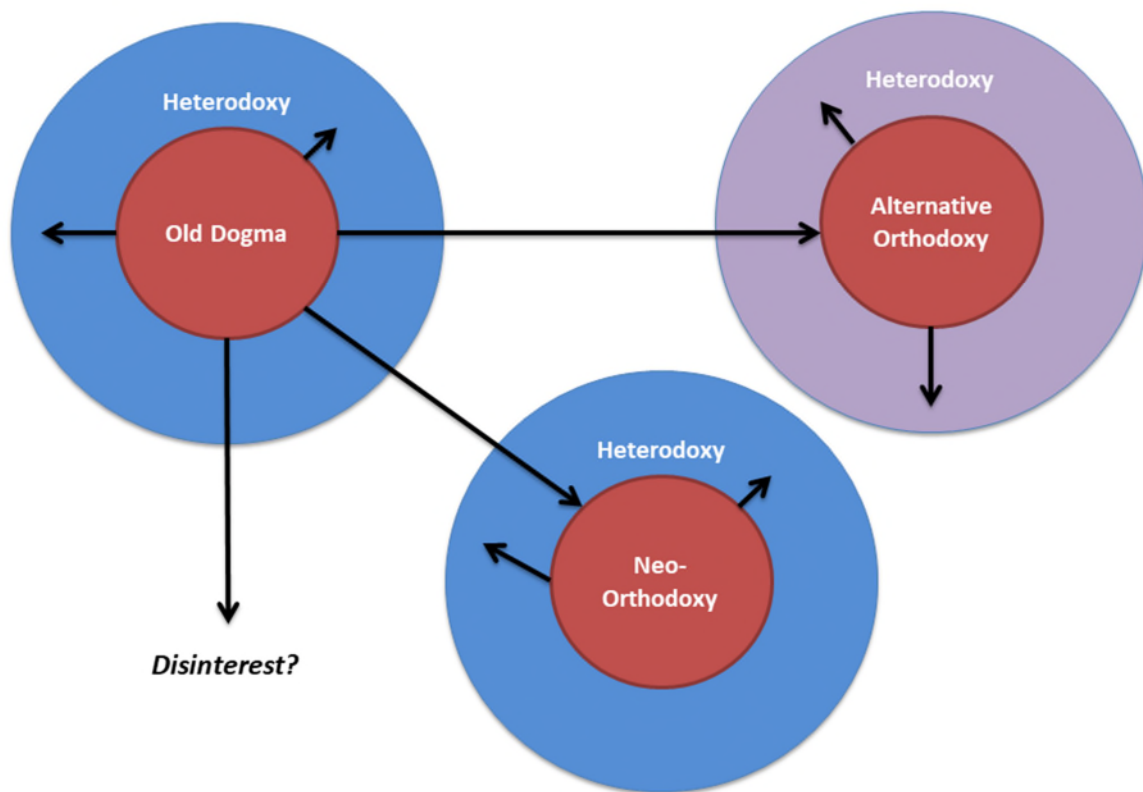 Heterodoxy
Old Dogma
Heterodoxy
Alternative
Orthodoxy
Heterodoxy
Neo-
Orthodoxy
Disinterest?